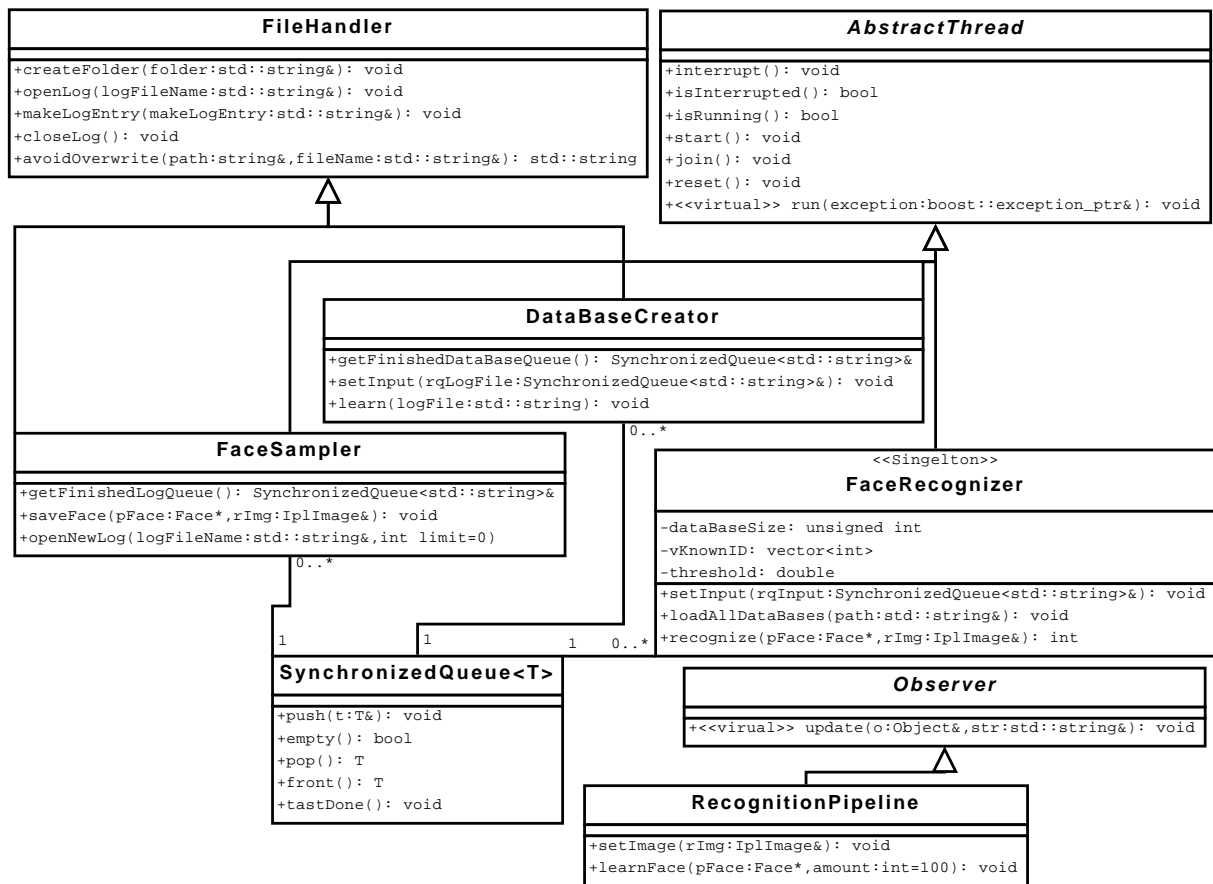 FileHandler
+createFolder(folder:std::string&): void
+openLog(logFileName:std::string&): void
+makeLogEntry(makeLogEntry:std::string&): void
+closeLog(): void
+avoidOverwrite(path:string&,fileName:std::string&): std::string
AbstractThread
+interrupt(): void
+isInterrupted(): bool
+isRunning(): bool
+start(): void
+join(): void
+reset(): void
+<<virtual>> run(exception:boost::exception_ptr&): void
DataBaseCreator
+getFinishedDataBaseQueue(): SynchronizedQueue<std::string>&
+setInput(rqLogFile:SynchronizedQueue<std::string>&): void
+learn(logFile:std::string): void
0..*
FaceSampler
+getFinishedLogQueue(): SynchronizedQueue<std::string>&
+saveFace(pFace:Face*,rImg:IplImage&): void
+openNewLog(logFileName:std::string&,int limit=0)
0..*
<<Singelton>>
FaceRecognizer
-dataBaseSize: unsigned int
-vKnownID: vector<int>
-threshold: double
+setInput(rqInput:SynchronizedQueue<std::string>&): void
+loadAllDataBases(path:std::string&): void
+recognize(pFace:Face*,rImg:IplImage&): int
1
1
1
0..*
SynchronizedQueue<T>
+push(t:T&): void
+empty(): bool
+pop(): T
+front(): T
+tastDone(): void
Observer
+<<virual>> update(o:Object&,str:std::string&): void
RecognitionPipeline
+setImage(rImg:IplImage&): void
+learnFace(pFace:Face*,amount:int=100): void